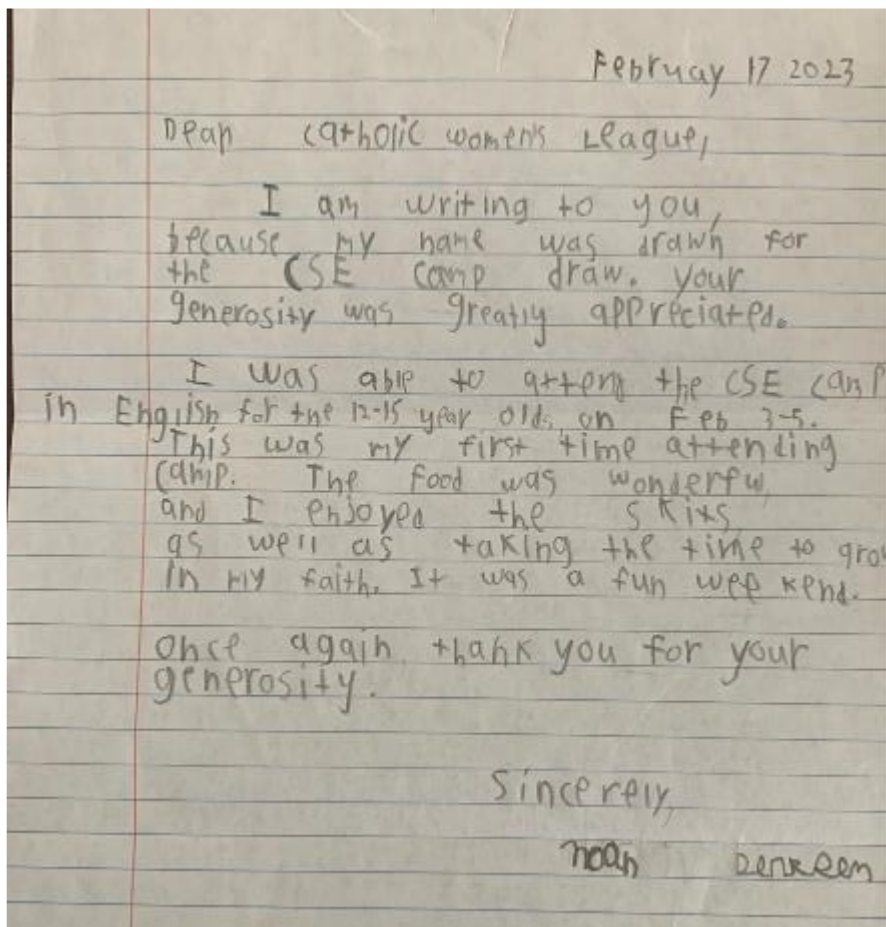 February 17 2023
Dear Catholic women's League,
I am writing to you,
because my name was drawn for
the CSE camp draw. your
generosity was greatly appreciated.
I was able to attend the CSE camp
in English for the 12-15 year olds, on Feb 3-5.
This was my first time attending
camp. The food was wonderful
and I enjoyed the skits,
as well as taking the time to grow
in my faith. It was a fun weekend.
once again, thank you for your
generosity.
Sincerely,
noah